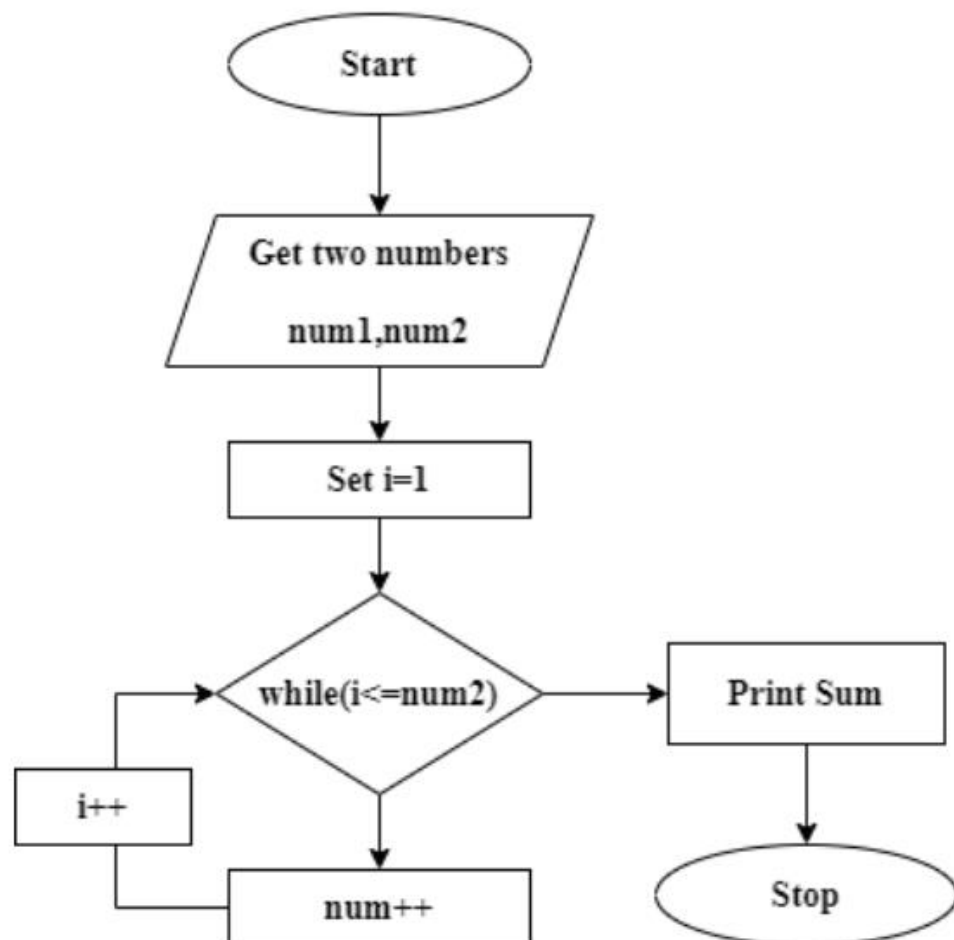 Start
Get two numbers
num1,num2
Set i=1
while(i<=num2)
Print Sum
i++
num++
Stop